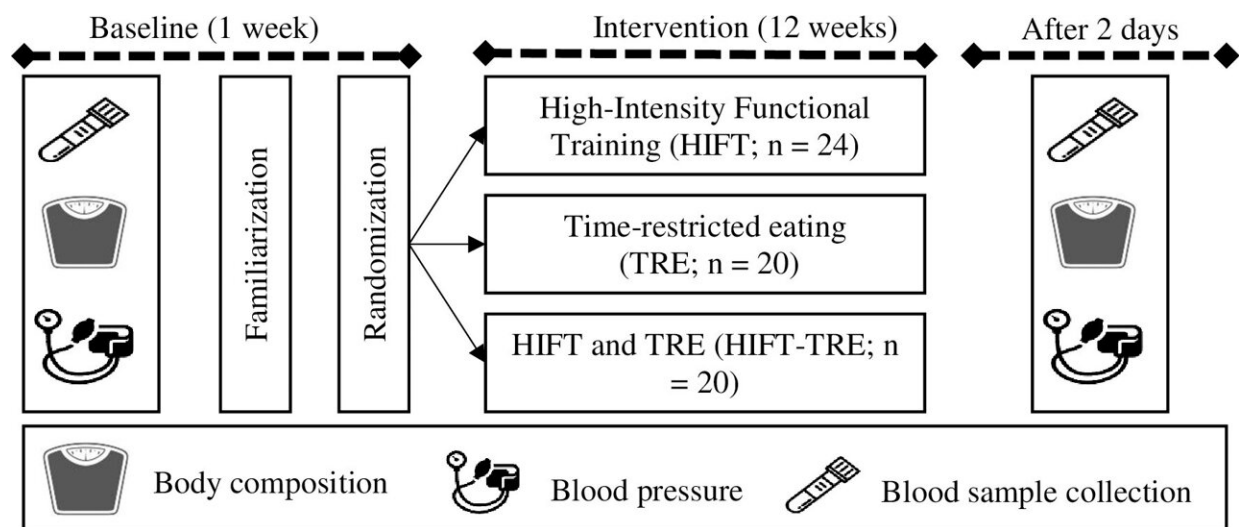 Baseline (1 week)
Intervention (12 weeks)
After 2 days
Familiarization
Randomization
High-Intensity Functional
Training (HIFT; n = 24)
Time-restricted eating
(TRE; n = 20)
HIFT and TRE (HIFT-TRE; n
= 20)
Body composition
Blood pressure
Blood sample collection